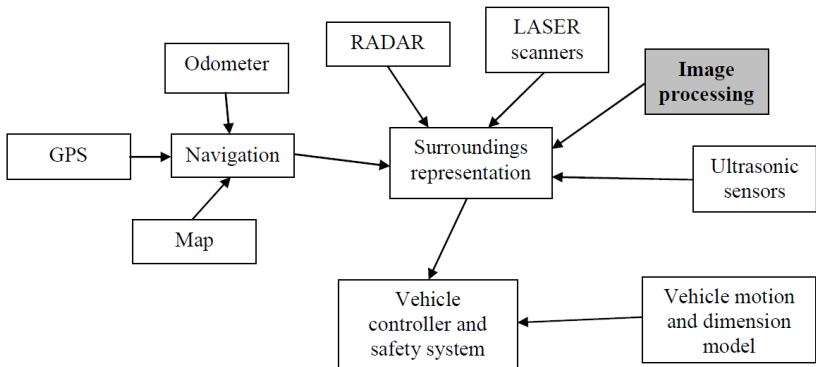 LASER
scanners
RADAR
Image
processing
Odometer
GPS
Navigation
Surroundings
representation
Ultrasonic
sensors
Map
Vehicle
controller and
safety system
Vehicle motion
and dimension
model